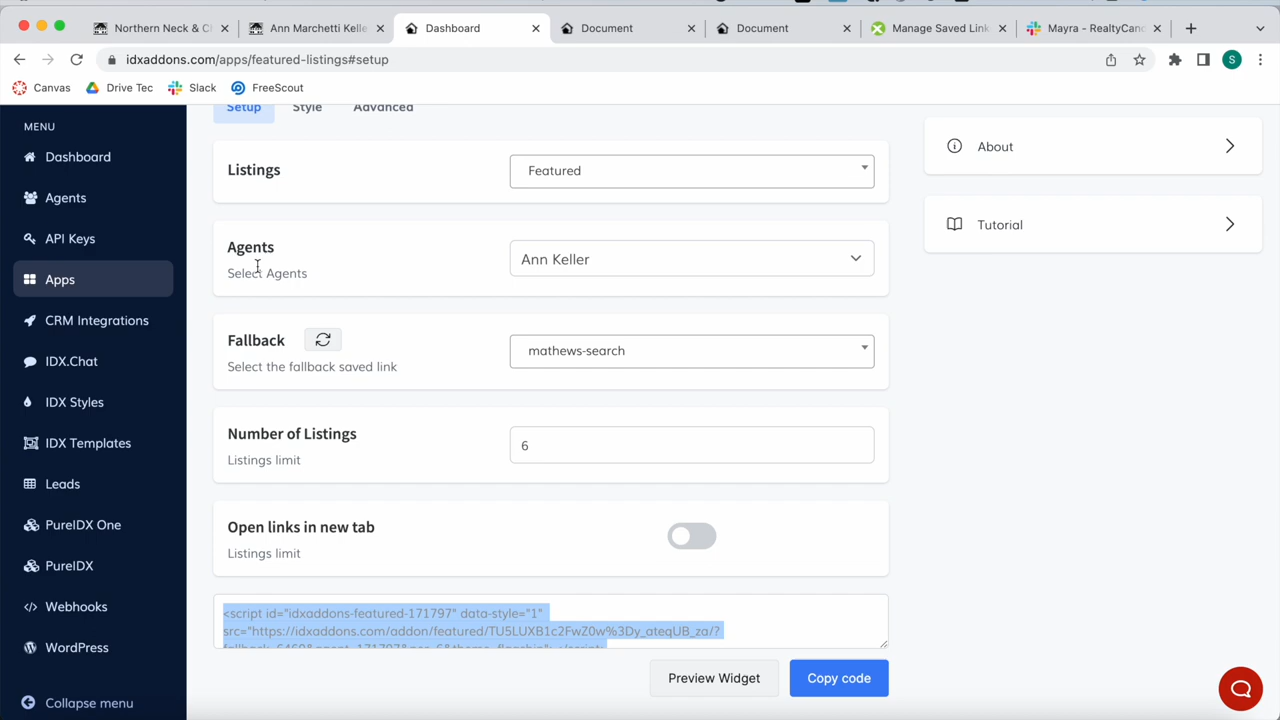 Northern Neck & C
Ann Marchetti Kelle
Dashboard
Document
Document
Manage Saved Link
Mayra - RealtyCand
idxaddons.com/apps/featured-listings#setup
S
Canvas
Drive Tec
Slack
FreeScout
MENU
Dashboard
Agents
API Keys
Apps
CRM Integrations
IDX.Chat
IDX Styles
IDX Templates
Leads
PureIDX One
PureIDX
Webhooks
WordPress
Collapse menu
Setup
Style
Advanced
Listings
Featured
Agents
Select Agents
Ann Keller
Fallback
Select the fallback saved link
mathews-search
Number of Listings
Listings limit
6
Open links in new tab
Listings limit
<script id="idxaddons-featured-171797" data-style="1"
src="https://idxaddons.com/addon/featured/TU5LUXB1c2FwZ0w%3Dy_ateqUB_za/?
Preview Widget
Copy code
About
Tutorial